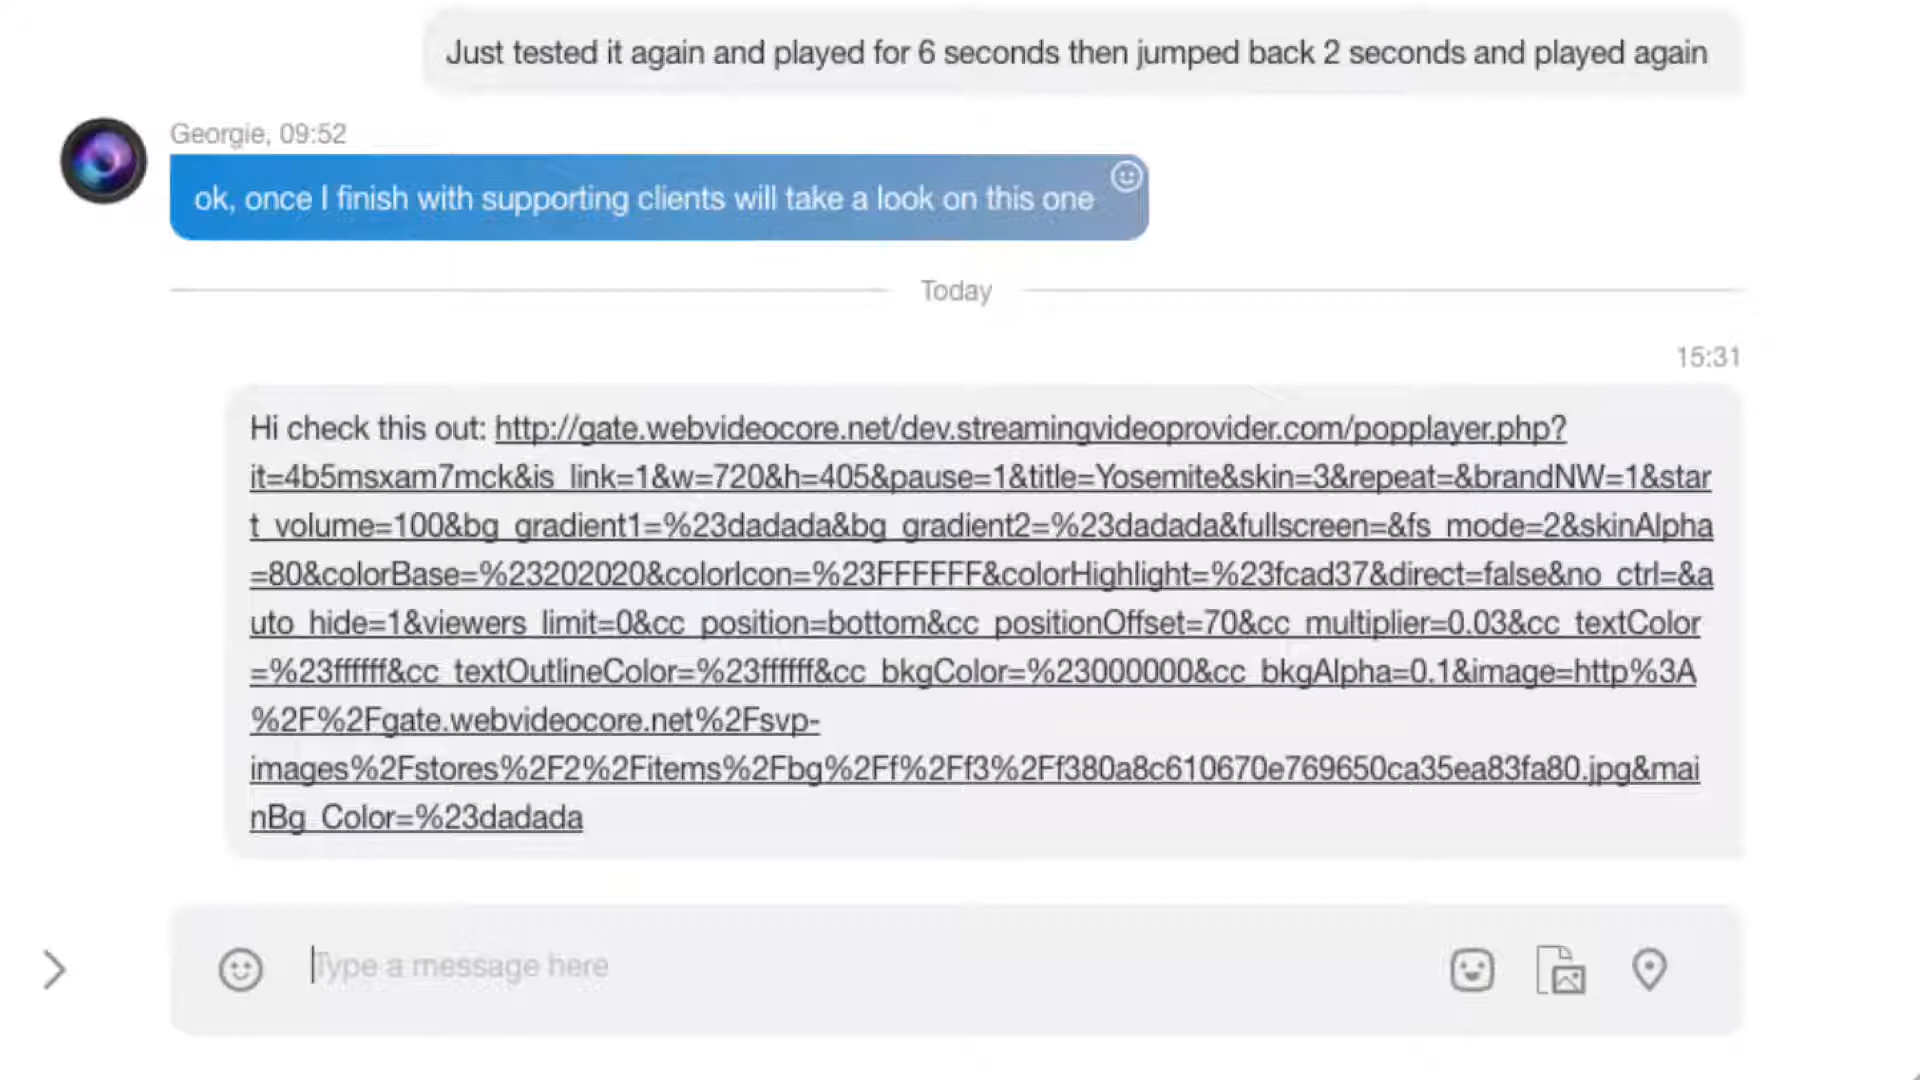 Just tested it again and played for 6 seconds then jumped back 2 seconds and played again
Georgie, 09:52
ok, once I finish with supporting clients will take a look on this one
Today
15:31
Hi check this out: http://gate.webvideocore.net/dev.streamingvideoprovider.com/popplayer.php?
it=4b5msxam7mck&is_link=1&w=720&h=405&pause=1&title=Yosemite&skin=3&repeat=&brandNW=1&star
t_volume=100&bg_gradient1=%23dadada&bg_gradient2=%23dadada&fullscreen=&fs_mode=2&skinAlpha
=80&colorBase=%23202020&colorIcon=%23FFFFFF&colorHighlight=%23fcad37&direct=false&no_ctrl=&a
uto_hide=1&viewers_limit=0&cc_position=bottom&cc_positionOffset=70&cc_multiplier=0.03&cc_textColor
=%23ffffff&cc_textOutlineColor=%23ffffff&cc_bkgColor=%23000000&cc_bkgAlpha=0.1&image=http%3A
%2F%2Fgate.webvideocore.net%2Fsvp-
images%2Fstores%2F2%2Fitems%2Fbg%2Ff%2Ff3%2Ff380a8c610670e769650ca35ea83fa80.jpg&mai
nBg_Color=%23dadada
Type a message here